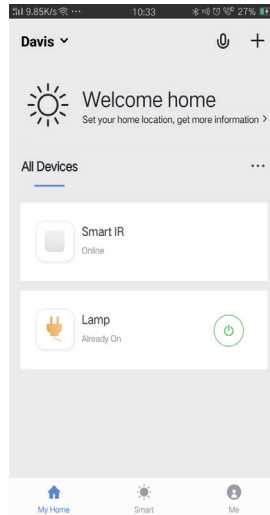 9.85K/s ··· 10:33 27%
Davis
Welcome home
Set your home location, get more information >
All Devices ···
Smart IR
Online
Lamp
Already On
My Home Smart Me